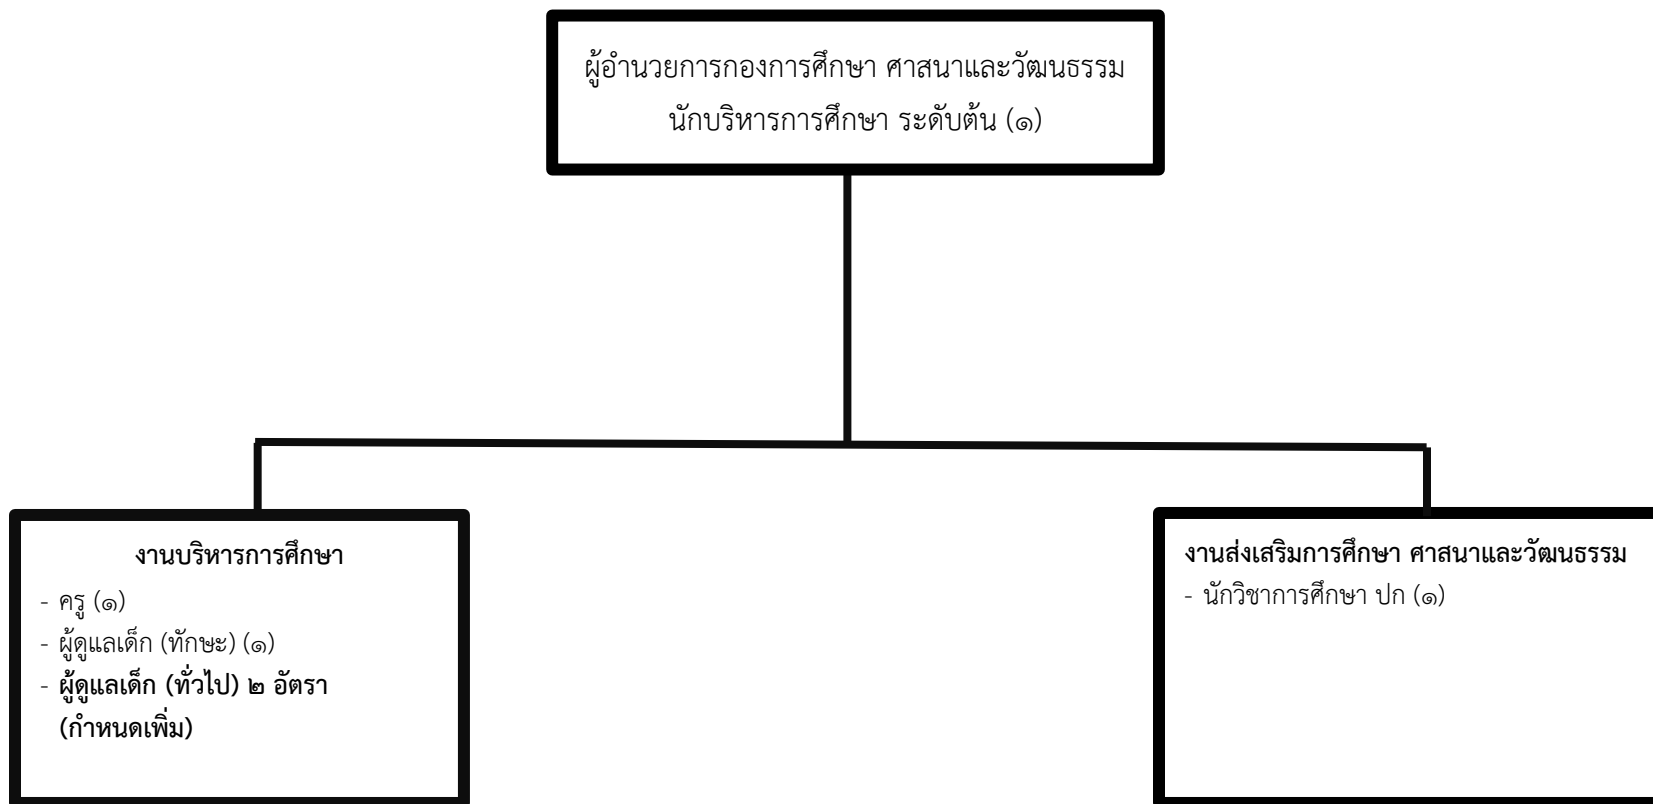 ผู้อำนวยการกองการศึกษา ศาสนาและวัฒนธรรม
นักบริหารการศึกษา ระดับต้น (๑)
งานบริหารการศึกษา
- ครู (๑)
- ผู้ดูแลเด็ก (ทักษะ) (๑)
- ผู้ดูแลเด็ก (ทั่วไป) ๒ อัตรา
(กำหนดเพิ่ม)
งานส่งเสริมการศึกษา ศาสนาและวัฒนธรรม
- นักวิชาการศึกษา ปก (๑)